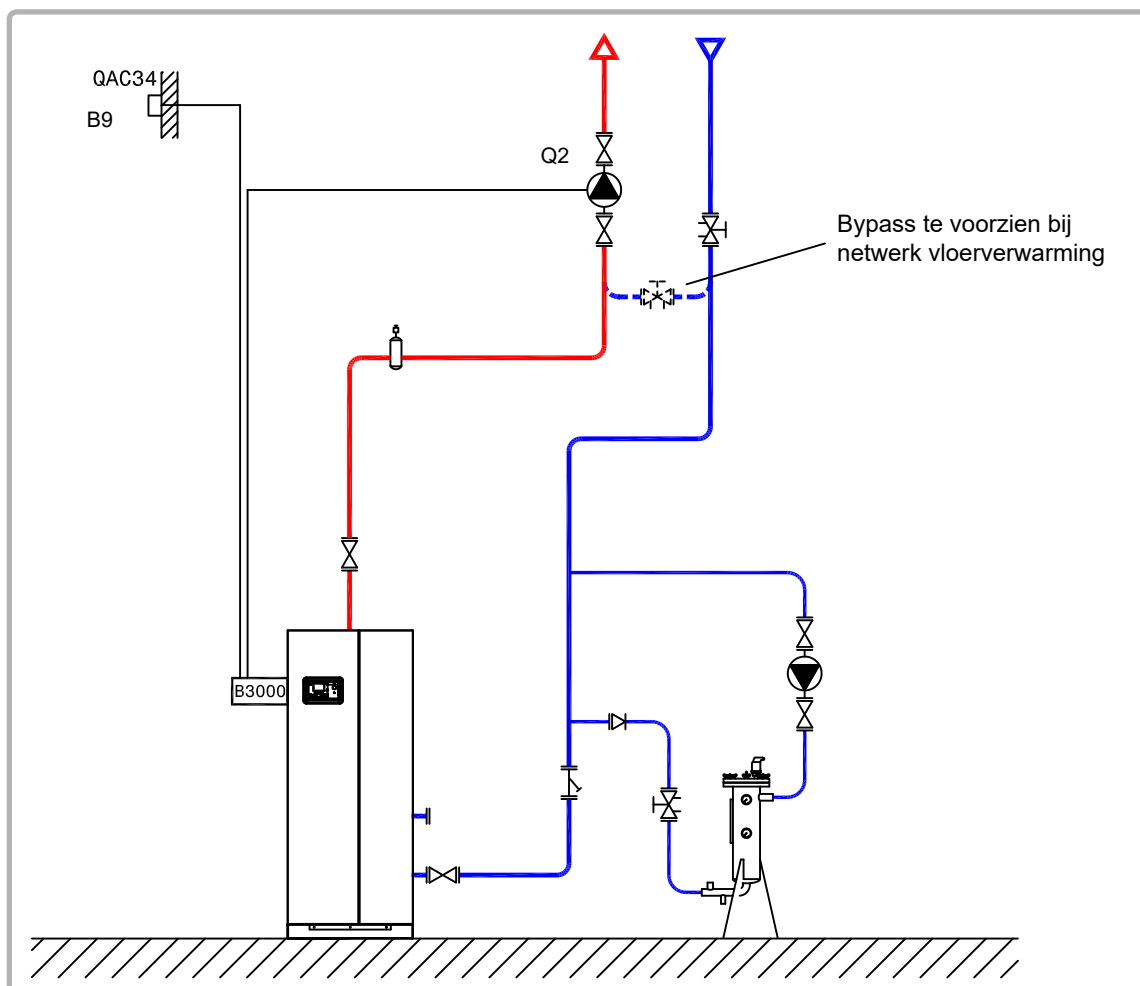 QAC34
B9
Q2
Bypass te voorzien bij
netwerk vloerverwarming
B3000